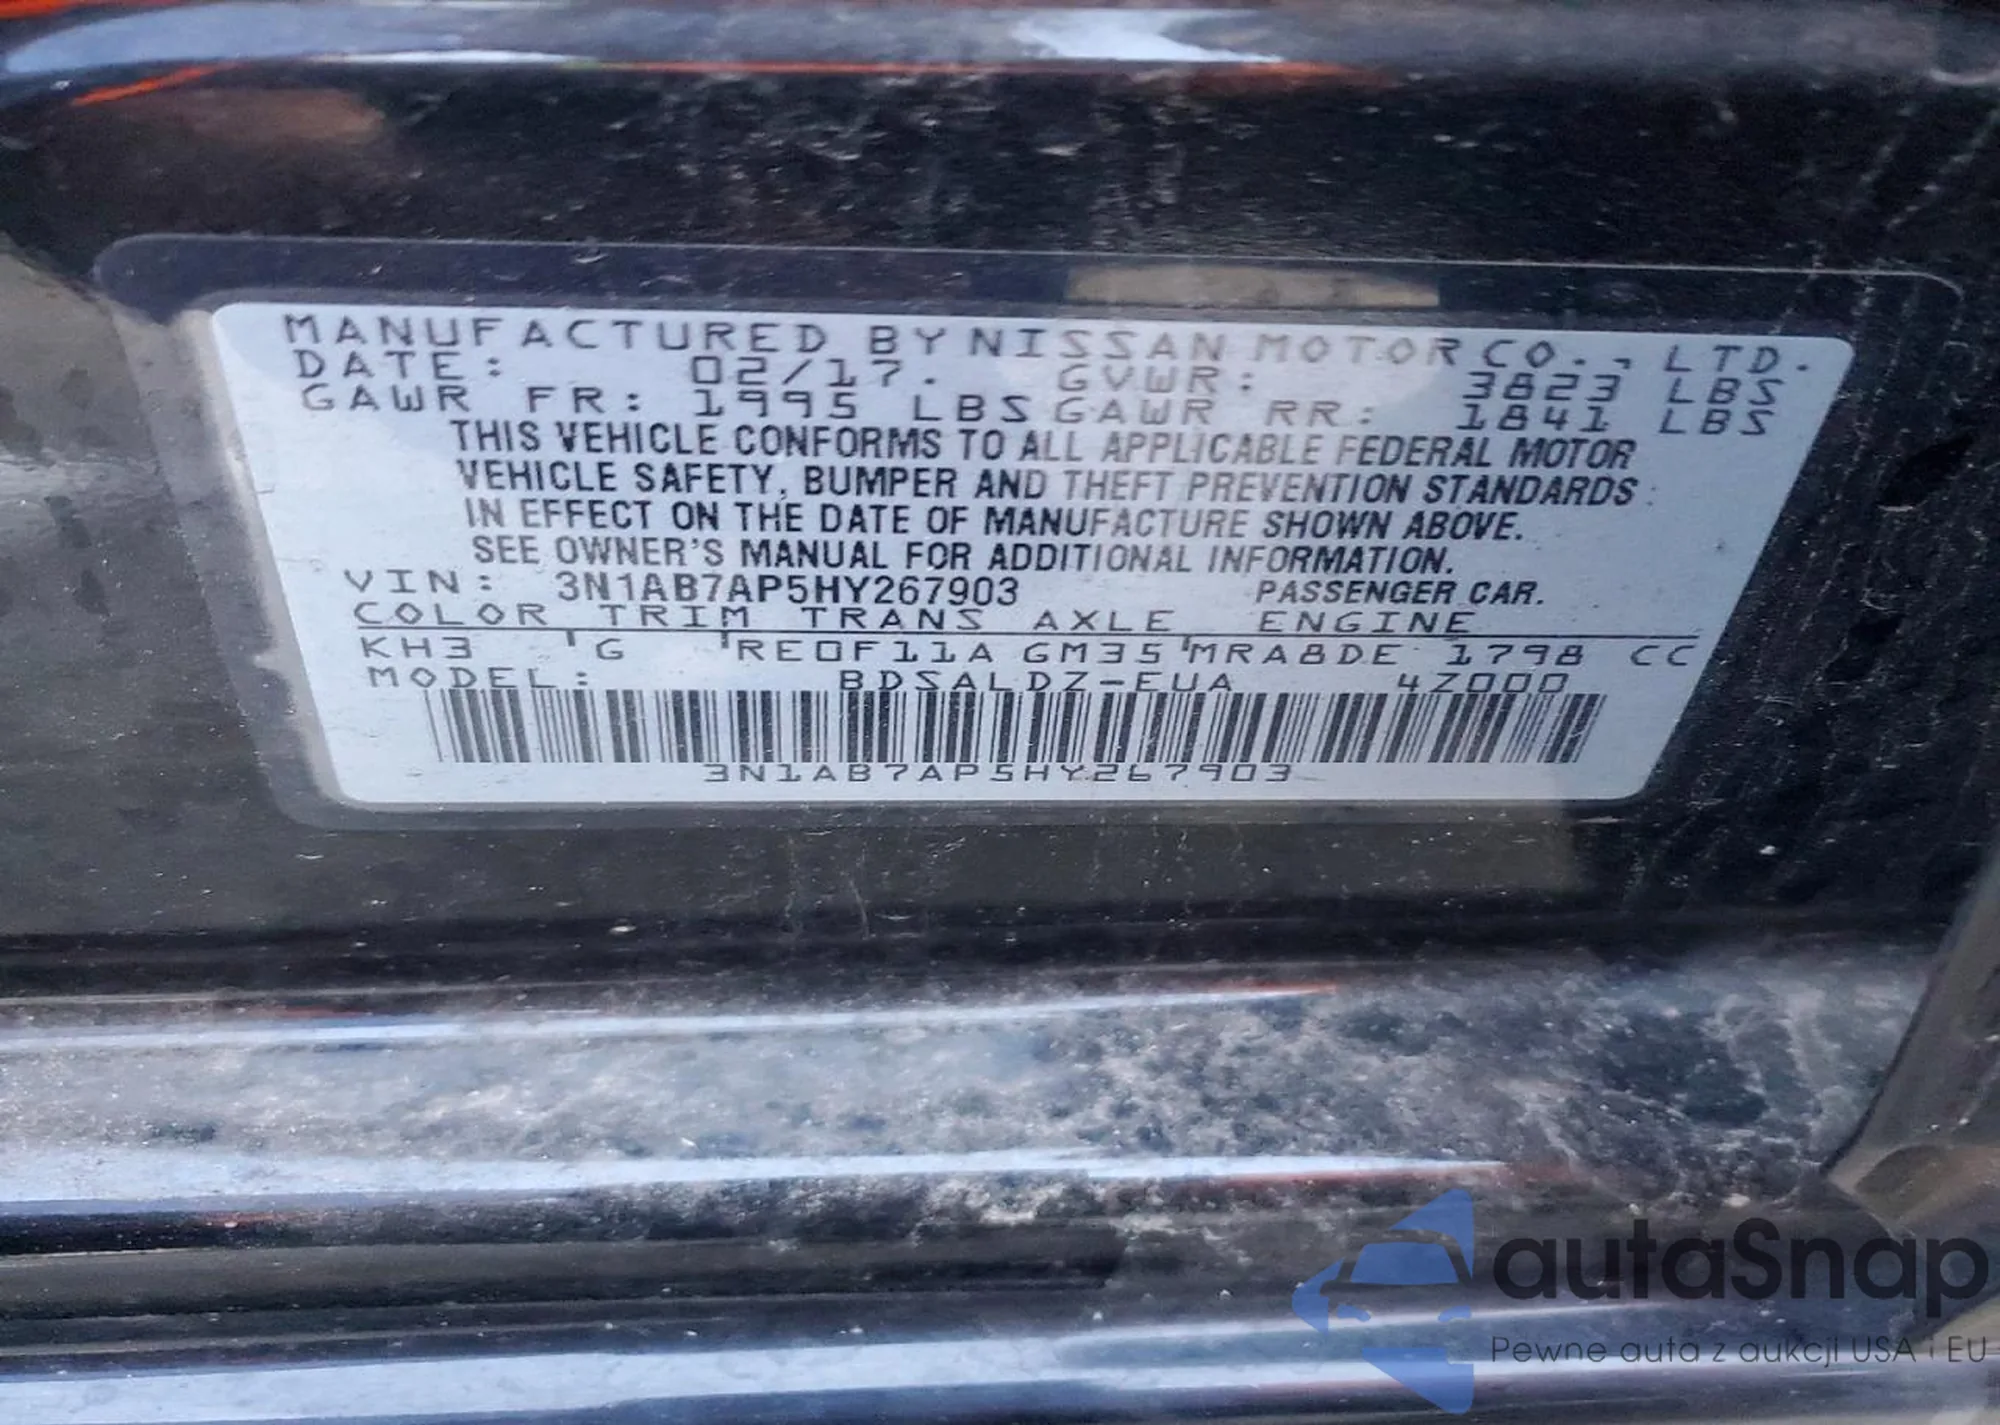 MANUFACTURED BY NISSAN MOTOR CO., LTD.
DATE: 02/17. GVWR: 3823 LBS
GAWR FR: 1995 LBS GAWR RR: 1841 LBS
THIS VEHICLE CONFORMS TO ALL APPLICABLE FEDERAL MOTOR
VEHICLE SAFETY, BUMPER AND THEFT PREVENTION STANDARDS
IN EFFECT ON THE DATE OF MANUFACTURE SHOWN ABOVE.
SEE OWNER'S MANUAL FOR ADDITIONAL INFORMATION.
VIN: 3N1AB7AP5HY267903 PASSENGER CAR.
COLOR TRIM TRANS AXLE ENGINE
KH3 'G 'RE0F11A GM35'MRA8DE 1798 CC
MODEL: BDSALDZ-EUA 4Z000
3N1AB7AP5HY267903
autaSnap
Pewne auta z aukcji USA i EU